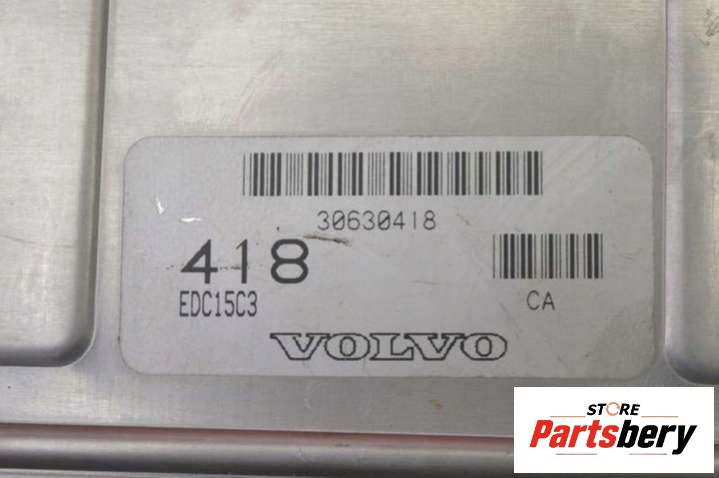 30630418
418
EDC15C3
CA
VOLVO
STORE
Partsbery